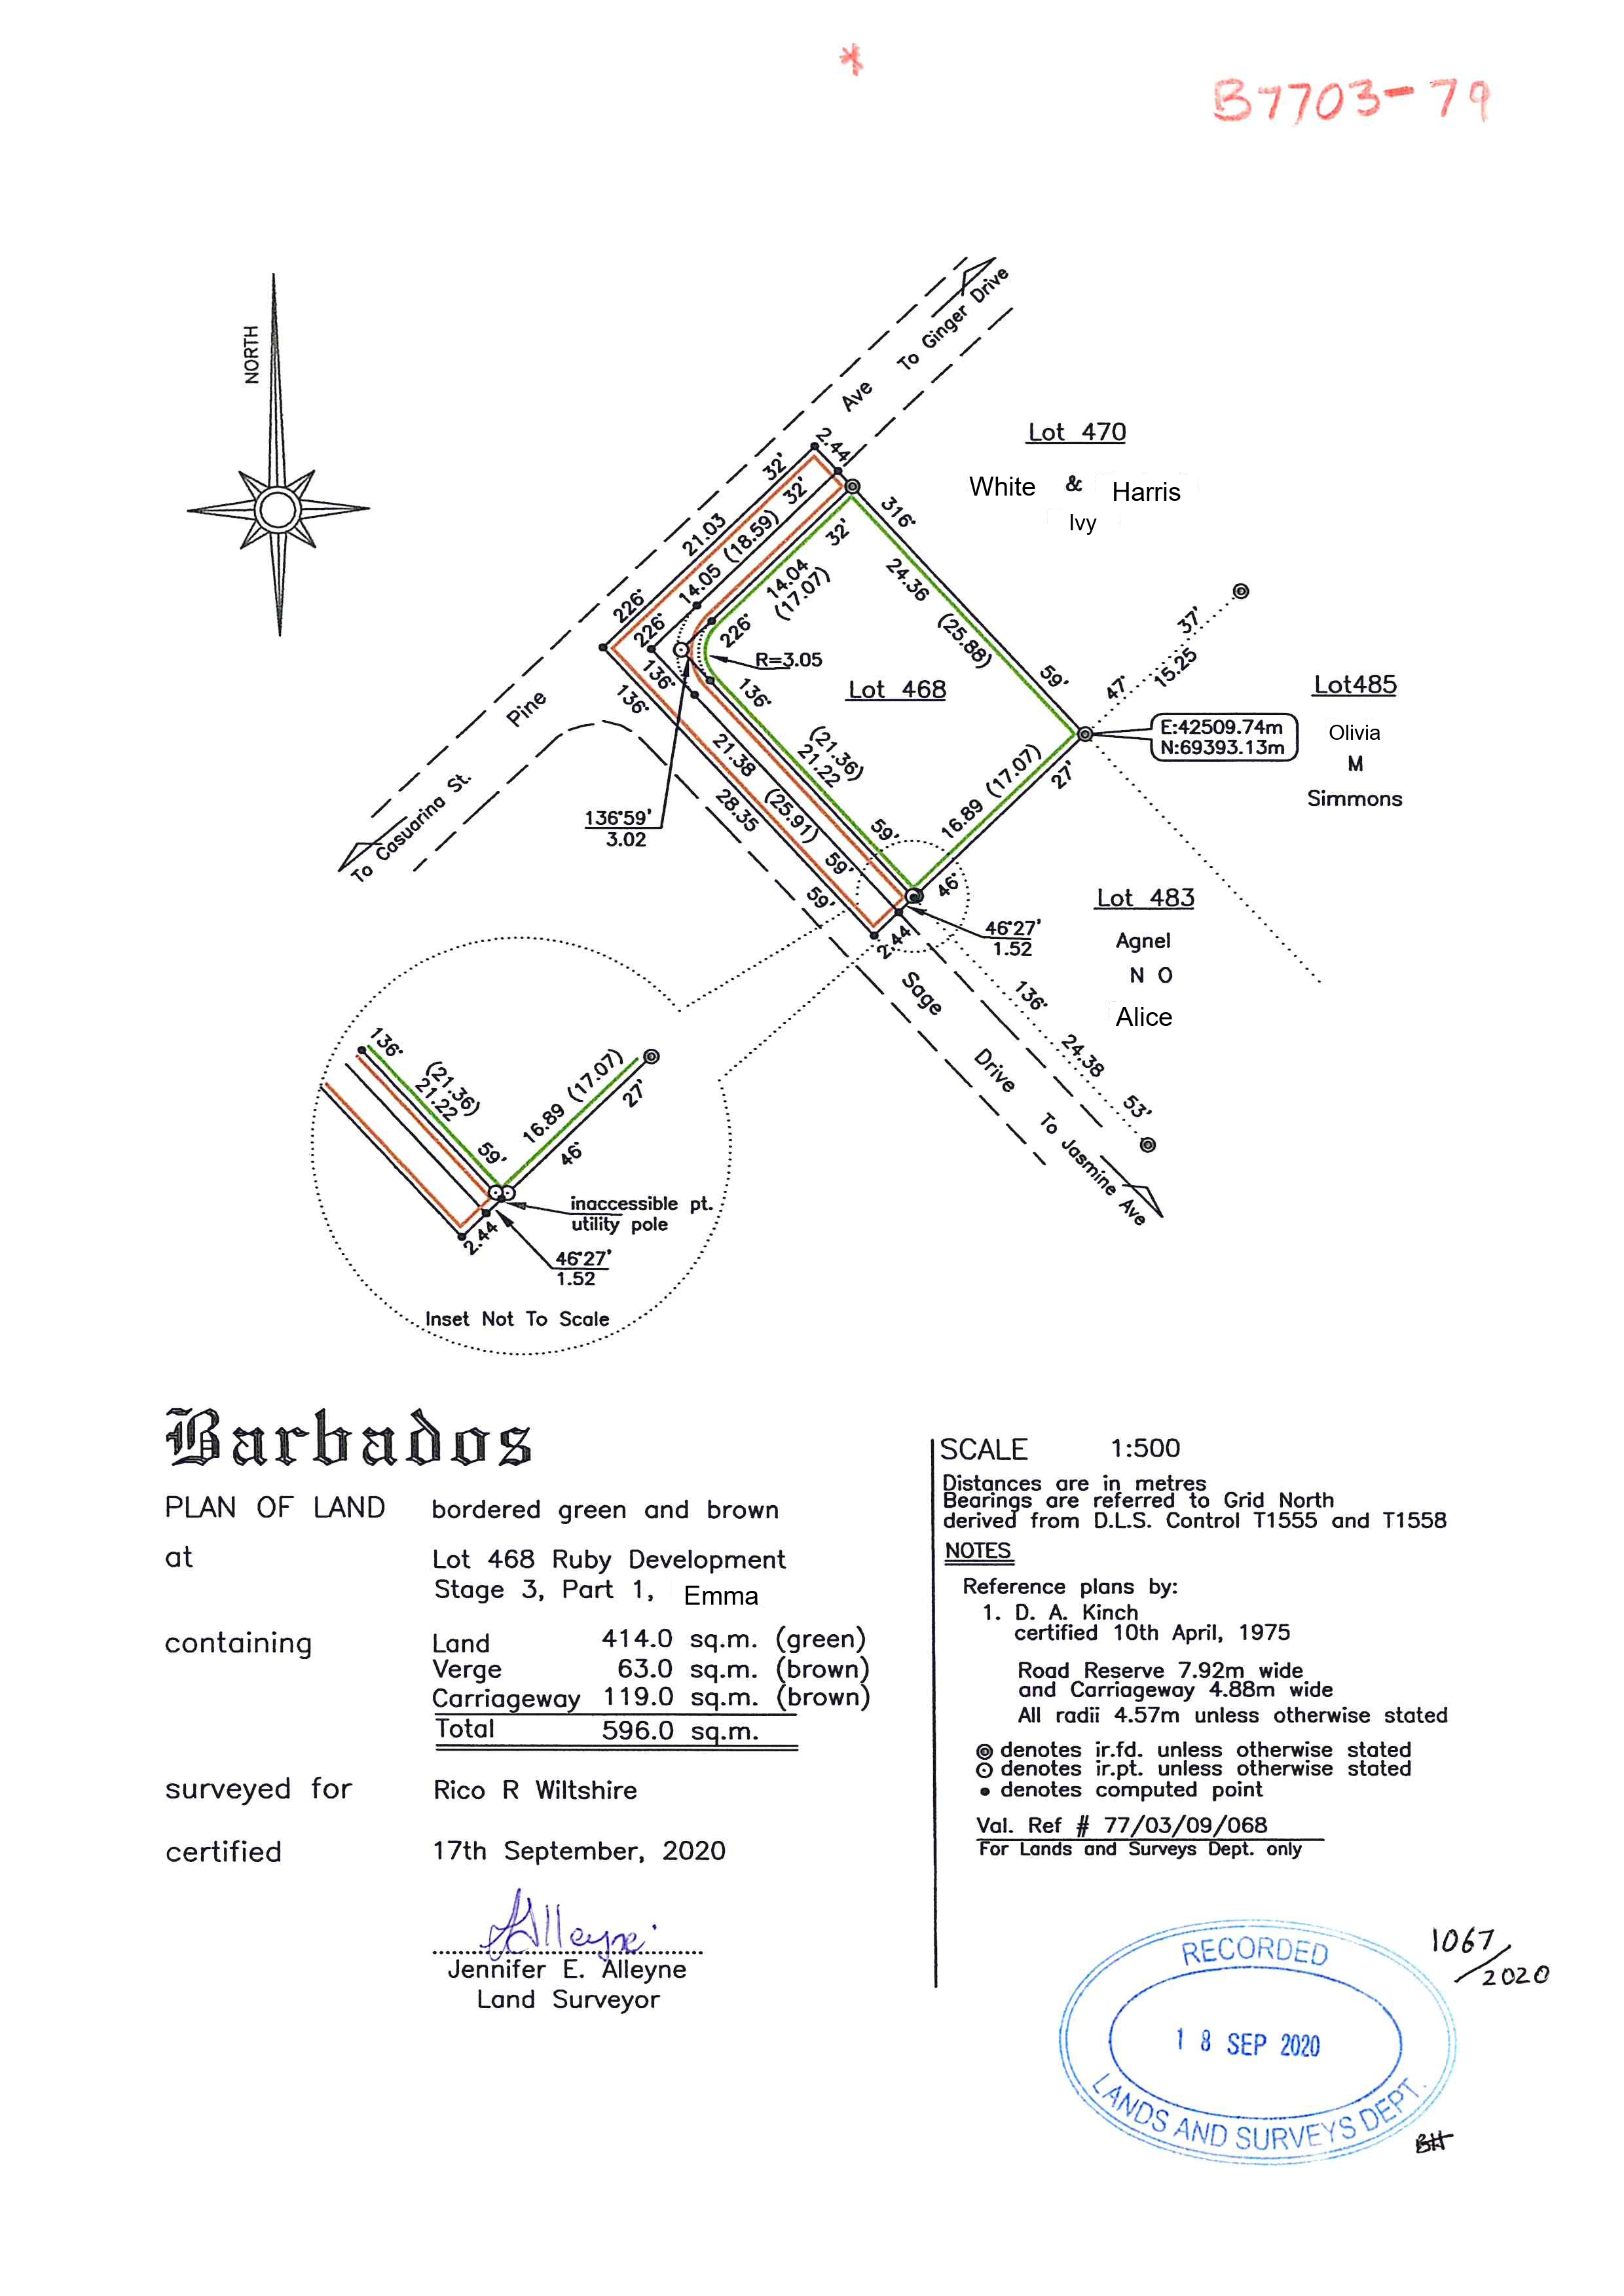 *
B7703-79
NORTH
To Ginger Drive
Ave
Pine
To Casuarina St.
Lot 470
White & Harris
Ivy
2.44
32'
32'
21.03
14.05 (18.59)
226°
226°
316°
32'
14.04
(17.07)
226°
24.36
(25.88)
59'
R=3.05
Lot 468
37'
15.25
47'
Lot485
Olivia
M
Simmons
E:42509.74m
N:69393.13m
136°
136°
136°
21.38 (25.91)
28.35
(21.36)
21.22
59'
59'
59'
16.89 (17.07)
27'
46°
136°59'
3.02
46°27'
1.52
2.44
Lot 483
Agnel
N O
Alice
Sage
Drive
To Jasmine Ave
136°
24.38
53'
136°
(21.36)
21.22
59'
16.89 (17.07)
27'
46°
inaccessible pt.
utility pole
2.44
46°27'
1.52
Inset Not To Scale
Barbados
PLAN OF LAND bordered green and brown
at Lot 468 Ruby Development
Stage 3, Part 1, Emma
containing Land 414.0 sq.m. (green)
Verge 63.0 sq.m. (brown)
Carriageway 119.0 sq.m. (brown)
Total 596.0 sq.m.
surveyed for Rico R Wiltshire
certified 17th September, 2020
JAlleyne
Jennifer E. Alleyne
Land Surveyor
SCALE 1:500
Distances are in metres
Bearings are referred to Grid North
derived from D.L.S. Control T1555 and T1558
NOTES
Reference plans by:
1. D. A. Kinch
certified 10th April, 1975
Road Reserve 7.92m wide
and Carriageway 4.88m wide
All radii 4.57m unless otherwise stated
denotes ir.fd. unless otherwise stated
denotes ir.pt. unless otherwise stated
denotes computed point
Val. Ref # 77/03/09/068
For Lands and Surveys Dept. only
RECORDED
18 SEP 2020
LANDS AND SURVEYS DEPT.
1067/2020
BH